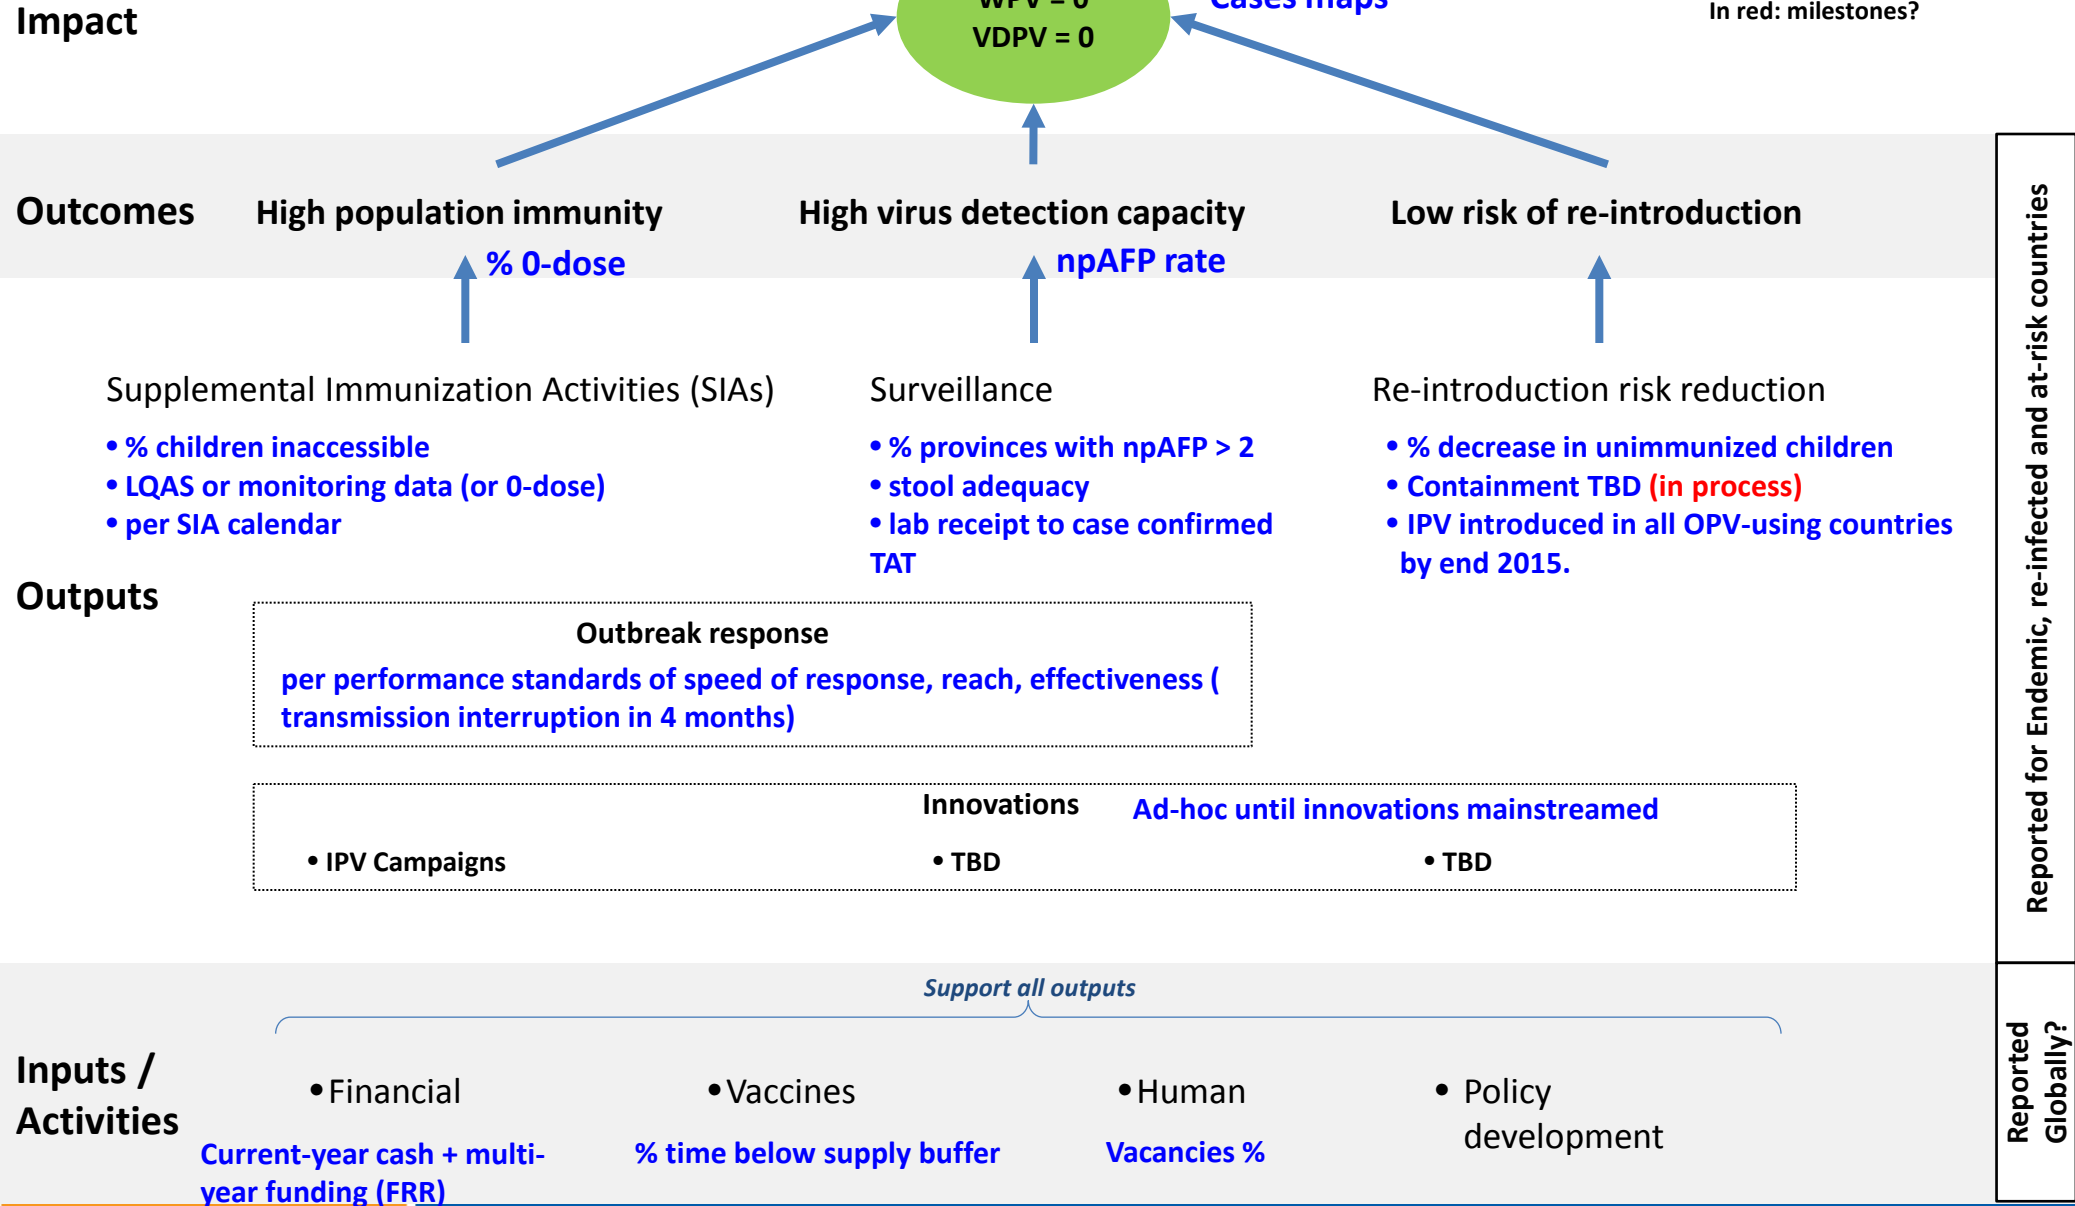 Impact
WPV = 0
VDPV = 0
Cases maps
In red: milestones?
Outcomes
High population immunity
% 0-dose
High virus detection capacity
npAFP rate
Low risk of re-introduction
Supplemental Immunization Activities (SIAs)
• % children inaccessible
• LQAS or monitoring data (or 0-dose)
• per SIA calendar
Surveillance
• % provinces with npAFP > 2
• stool adequacy
• lab receipt to case confirmed
TAT
Re-introduction risk reduction
• % decrease in unimmunized children
• Containment TBD (in process)
• IPV introduced in all OPV-using countries
by end 2015.
Outputs
Outbreak response
per performance standards of speed of response, reach, effectiveness (
transmission interruption in 4 months)
Innovations
Ad-hoc until innovations mainstreamed
• IPV Campaigns
• TBD
• TBD
Reported for Endemic, re-infected and at-risk countries
Support all outputs
Inputs /
Activities
• Financial
Current-year cash + multi-
year funding (FRR)
• Vaccines
% time below supply buffer
• Human
Vacancies %
• Policy
development
Reported
Globally?